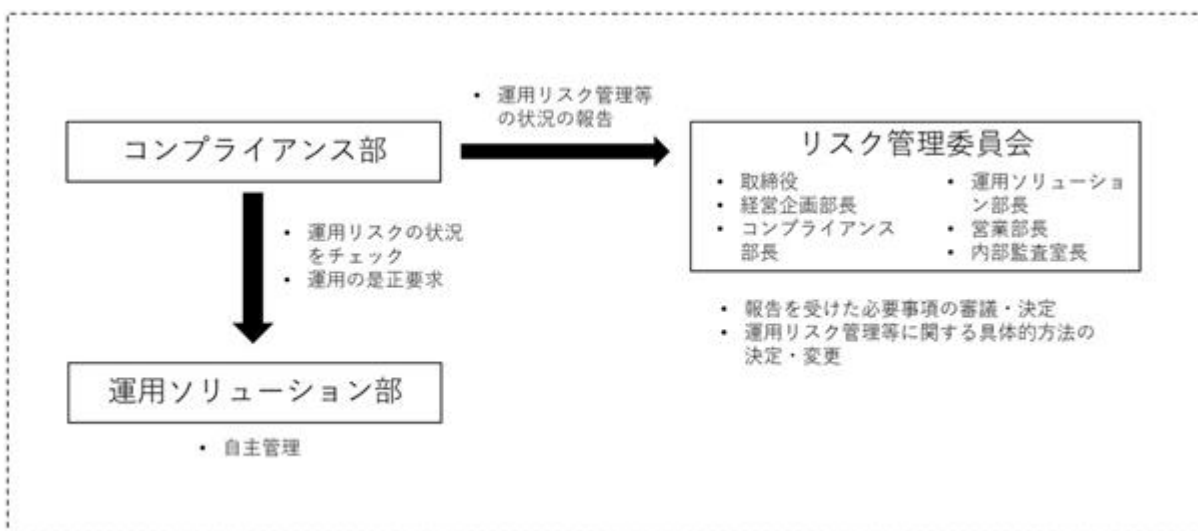 • 運用リスク管理等
の状況の報告
コンプライアンス部
リスク管理委員会
• 取締役
• 経営企画部長
• コンプライアンス
部長
• 運用ソリューショ
ン部長
• 営業部長
• 内部監査室長
• 運用リスクの状況
をチェック
• 運用の是正要求
• 報告を受けた必要事項の審議・決定
• 運用リスク管理等に関する具体的方法の
決定・変更
運用ソリューション部
• 自主管理